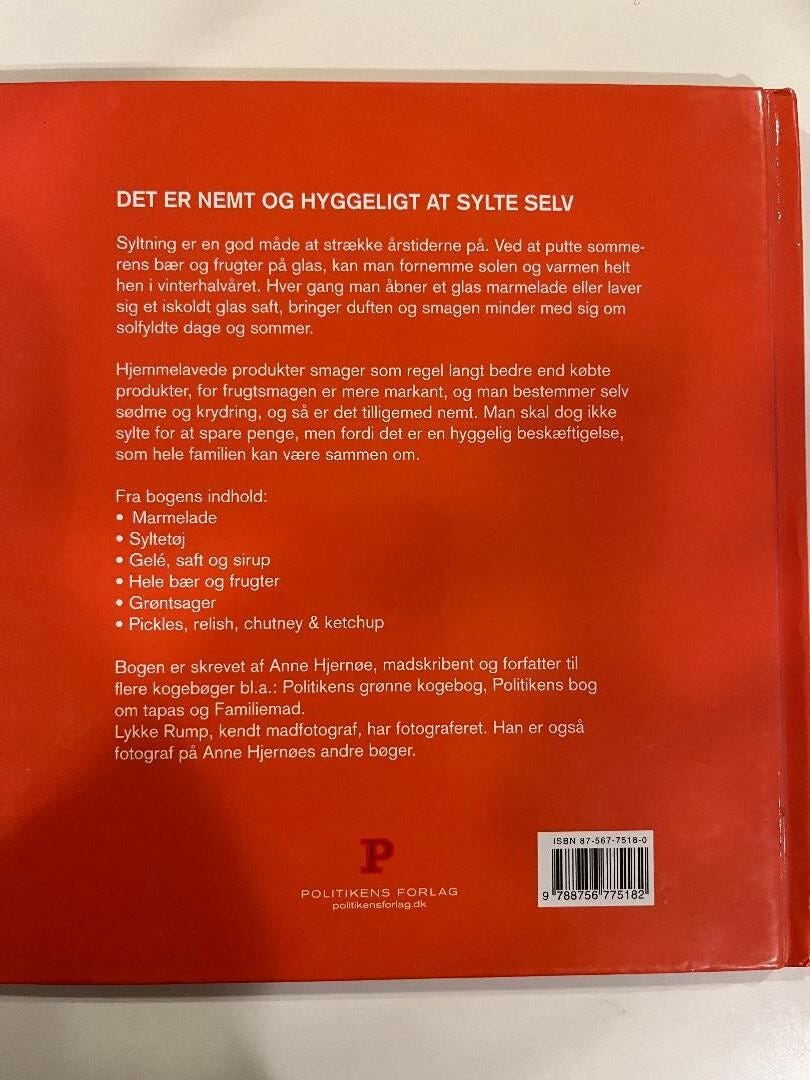 DET ER NEMT OG HYGGELIGT AT SYLTE SELV
Syltning er en god måde at strække årstiderne på. Ved at putte somme-
rens bær og frugter på glas, kan man fornemme solen og varmen helt
hen i vinterhalvåret. Hver gang man åbner et glas marmelade eller laver
sig et iskoldt glas saft, bringer duften og smagen minder med sig om
solfyldte dage og sommer.
Hjemmelavede produkter smager som regel langt bedre end købte
produkter, for frugtsmagen er mere markant, og man bestemmer selv
sødme og krydring, og så er det tilligemed nemt. Man skal dog ikke
sylte for at spare penge, men fordi det er en hyggelig beskæftigelse,
som hele familien kan være sammen om.
Fra bogens indhold:
• Marmelade
• Syltetøj
• Gelé, saft og sirup
• Hele bær og frugter
• Grøntsager
• Pickles, relish, chutney & ketchup
Bogen er skrevet af Anne Hjernøe, madskribent og forfatter til
flere kogebøger bl.a.: Politikens grønne kogebog, Politikens bog
om tapas og Familiemad.
Lykke Rump, kendt madfotograf, har fotograferet. Han er også
fotograf på Anne Hjernøes andre bøger.
P
POLITIKENS FORLAG
politikensforlag.dk
ISBN 87-567-7518-0
9 788756 775182